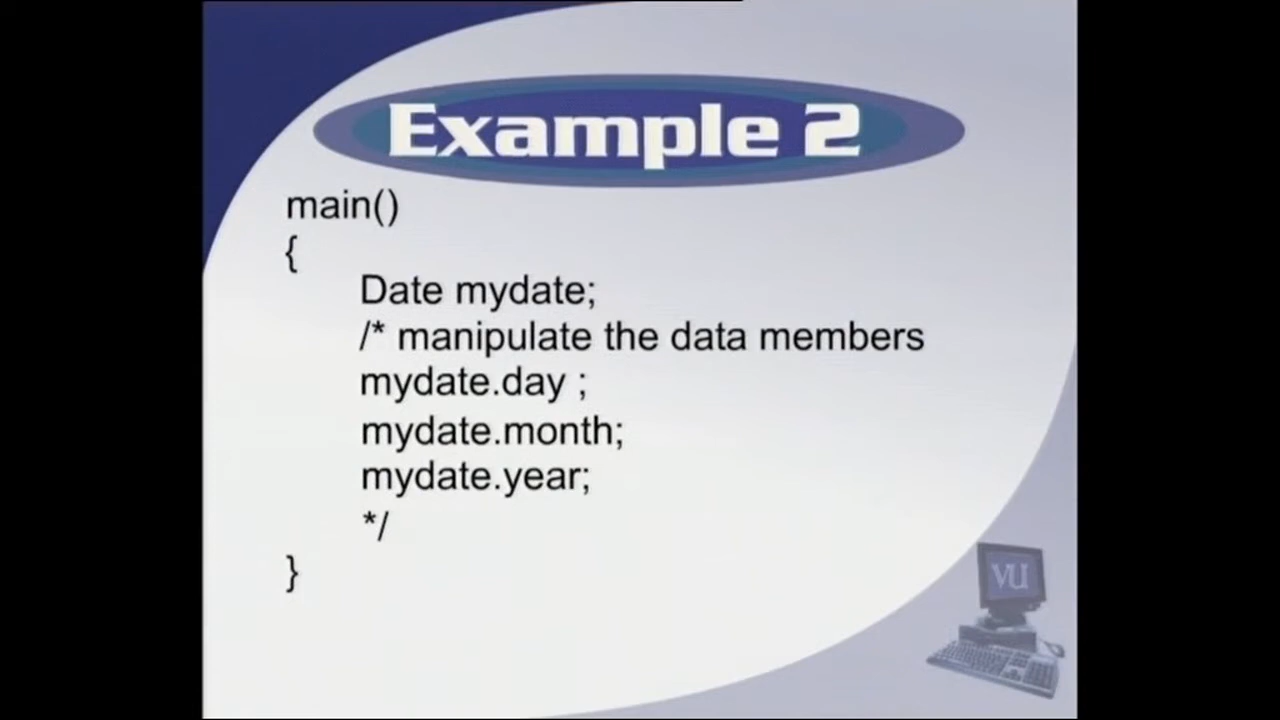 Example 2
main()
{
Date mydate;
/* manipulate the data members
mydate.day ;
mydate.month;
mydate.year;
*/
}
VU